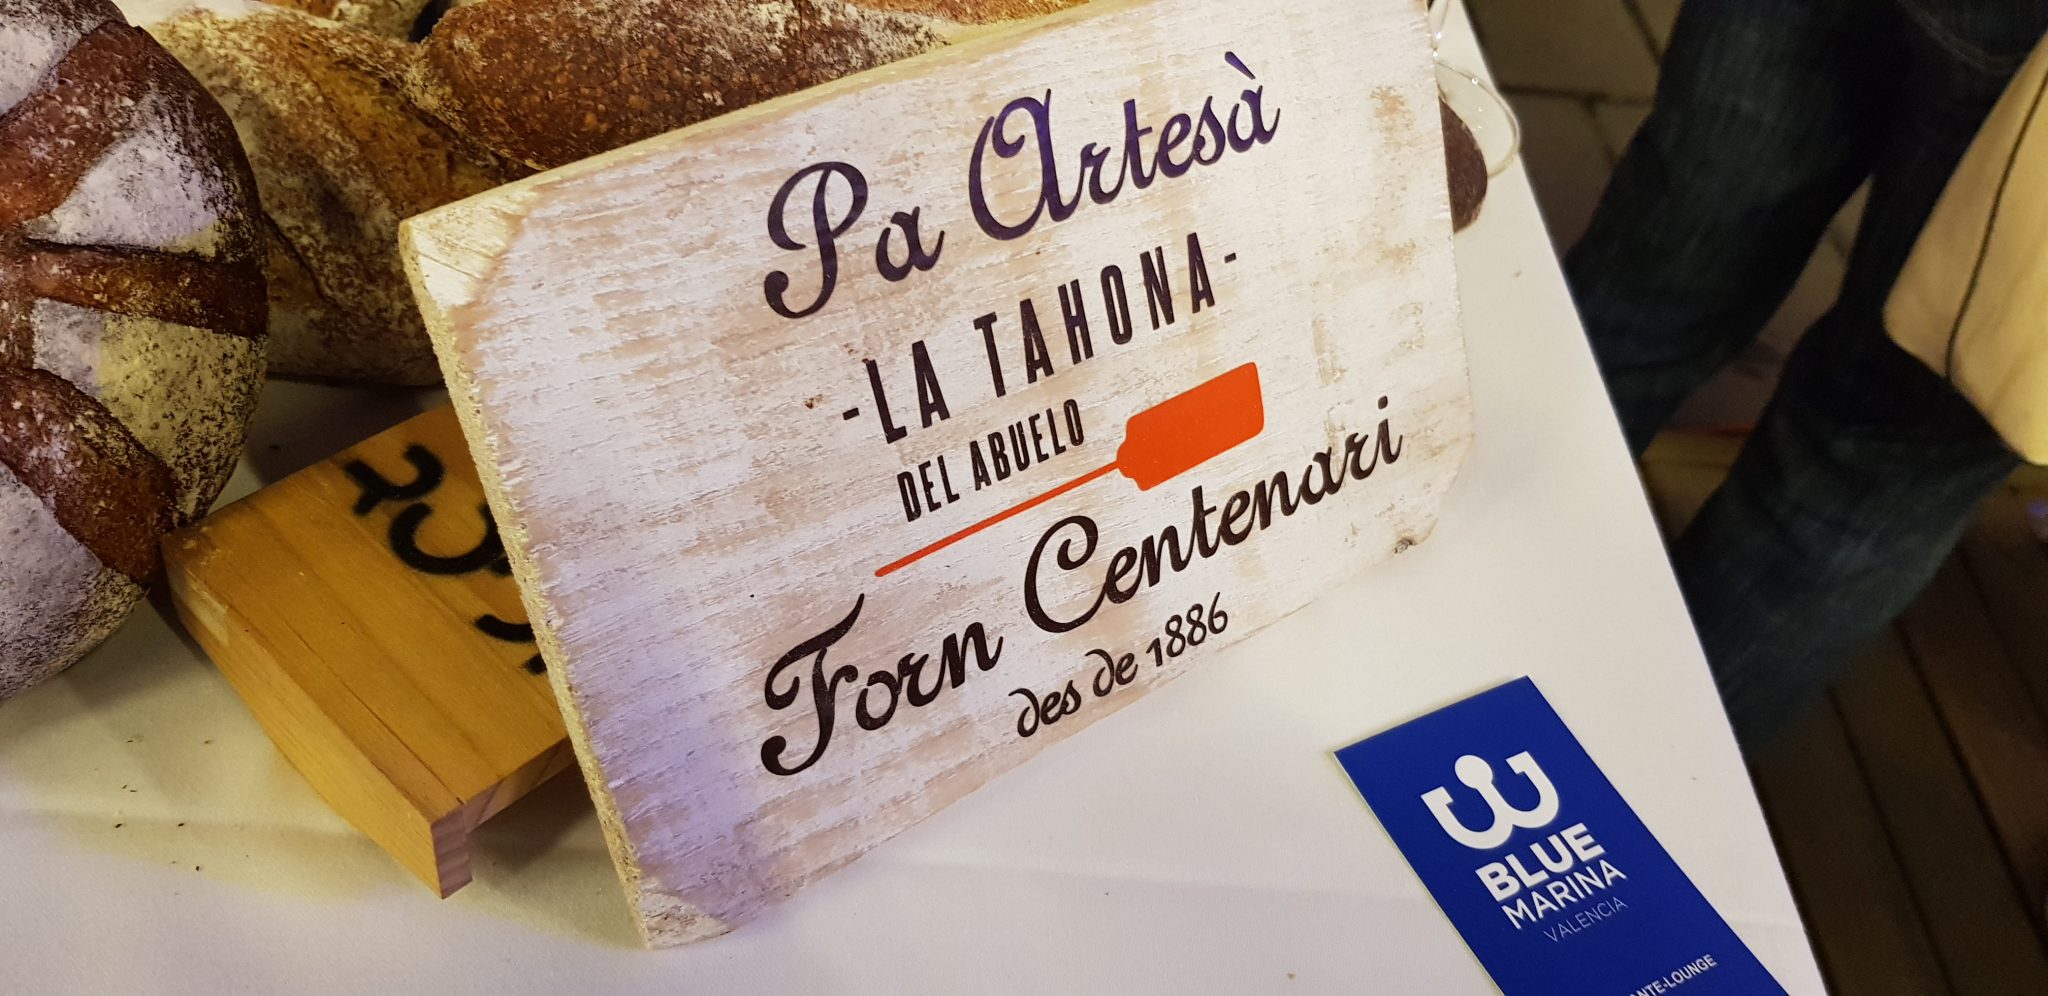 Pa Artesà
-LA TAHONA-
DEL ABUELO
Forn Centenari
des de 1886
BLUE
MARINA
VALENCIA